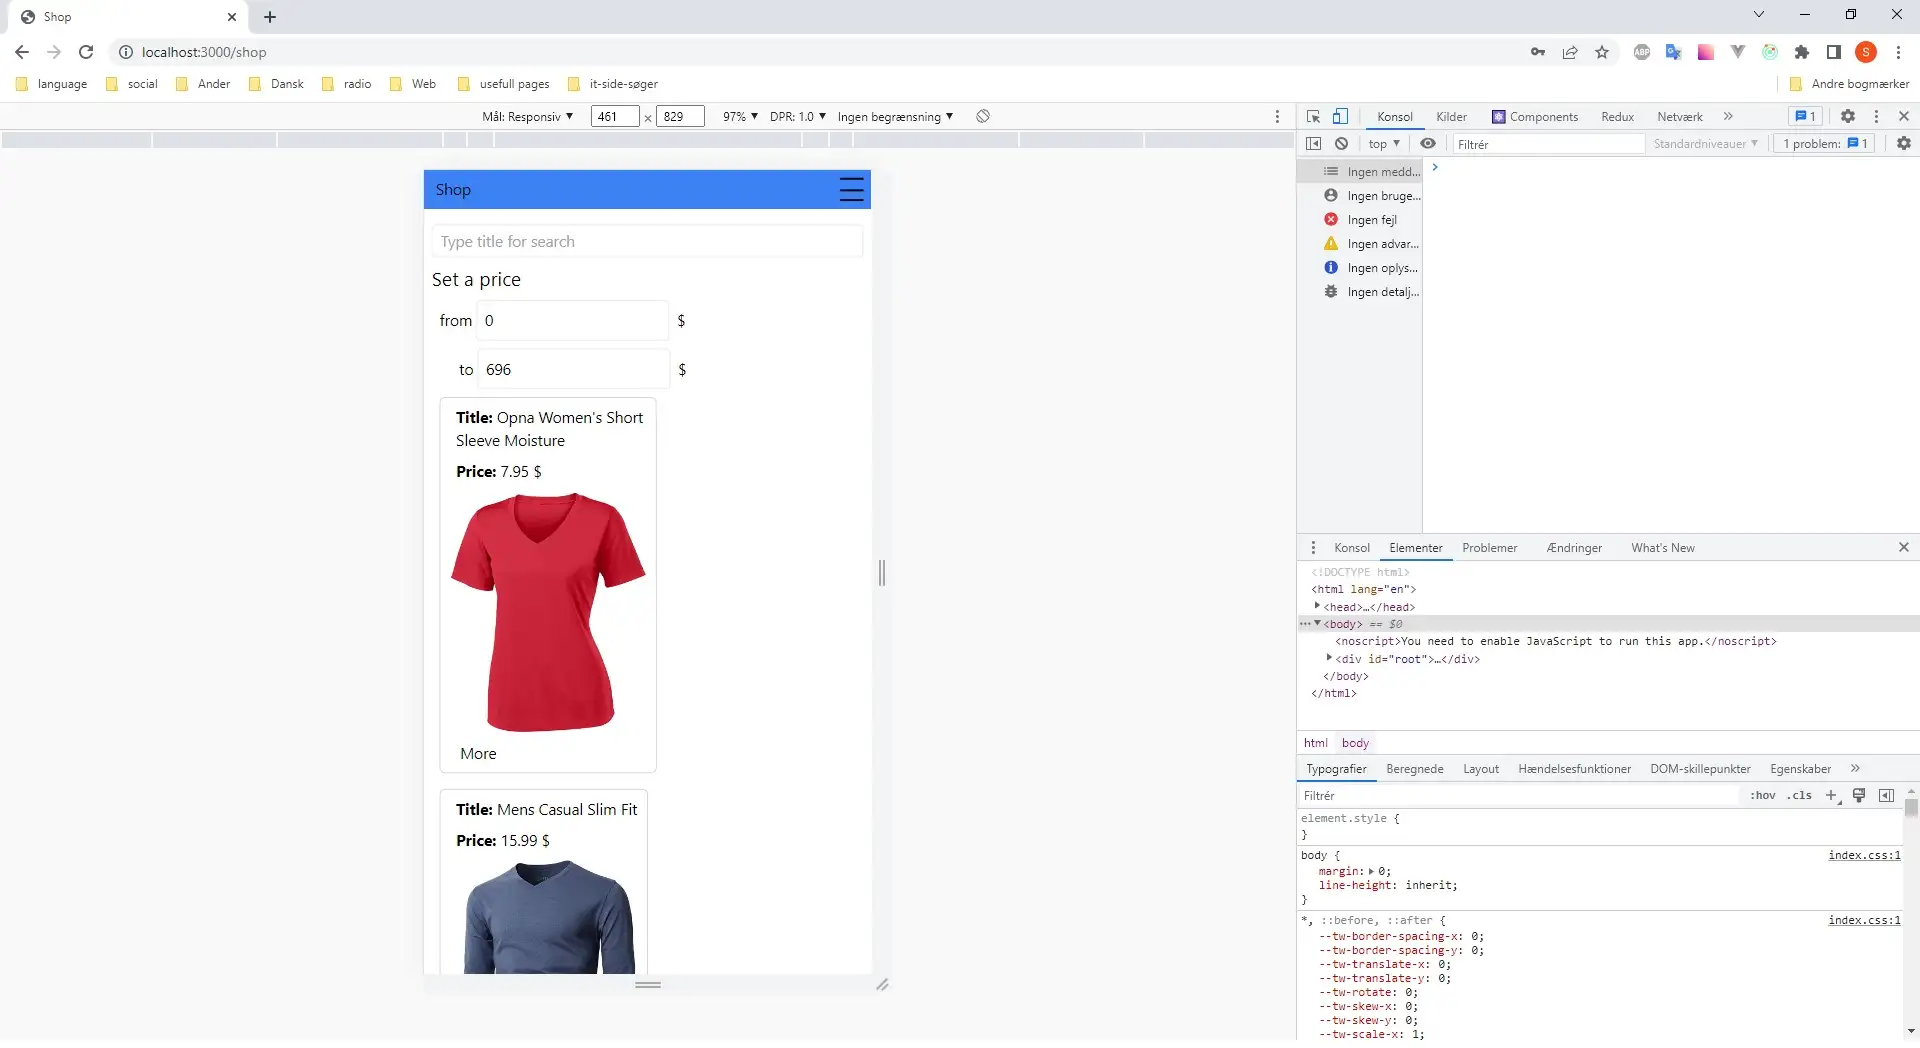 Shop
localhost:3000/shop
language social Ander Dansk radio Web usefull pages it-side-søger Andre bogmærker
Mål: Responsiv 461 × 829 97% DPR: 1.0 Ingen begrænsning
Shop
Type title for search
Set a price
from 0 $
to 696 $
Title: Opna Women's Short
Sleeve Moisture
Price: 7.95 $
More
Title: Mens Casual Slim Fit
Price: 15.99 $
Konsol Kilder Components Redux Netværk » 1
top Filtrér Standardniveauer 1 problem: 1
Ingen medd...
Ingen bruge...
Ingen fejl
Ingen advar...
Ingen oplys...
Ingen detalj...
Konsol Elementer Problemer Ændringer What's New
<!DOCTYPE html>
<html lang="en">
<head>…</head>
<body> == $0
<noscript>You need to enable JavaScript to run this app.</noscript>
<div id="root">…</div>
</body>
</html>
html body
Typografier Beregnede Layout Hændelsesfunktioner DOM-skillepunkter Egenskaber »
Filtrér :hov .cls
element.style {
}
body { index.css:1
margin: 0;
line-height: inherit;
}
*, ::before, ::after { index.css:1
--tw-border-spacing-x: 0;
--tw-border-spacing-y: 0;
--tw-translate-x: 0;
--tw-translate-y: 0;
--tw-rotate: 0;
--tw-skew-x: 0;
--tw-skew-y: 0;
--tw-scale-x: 1;